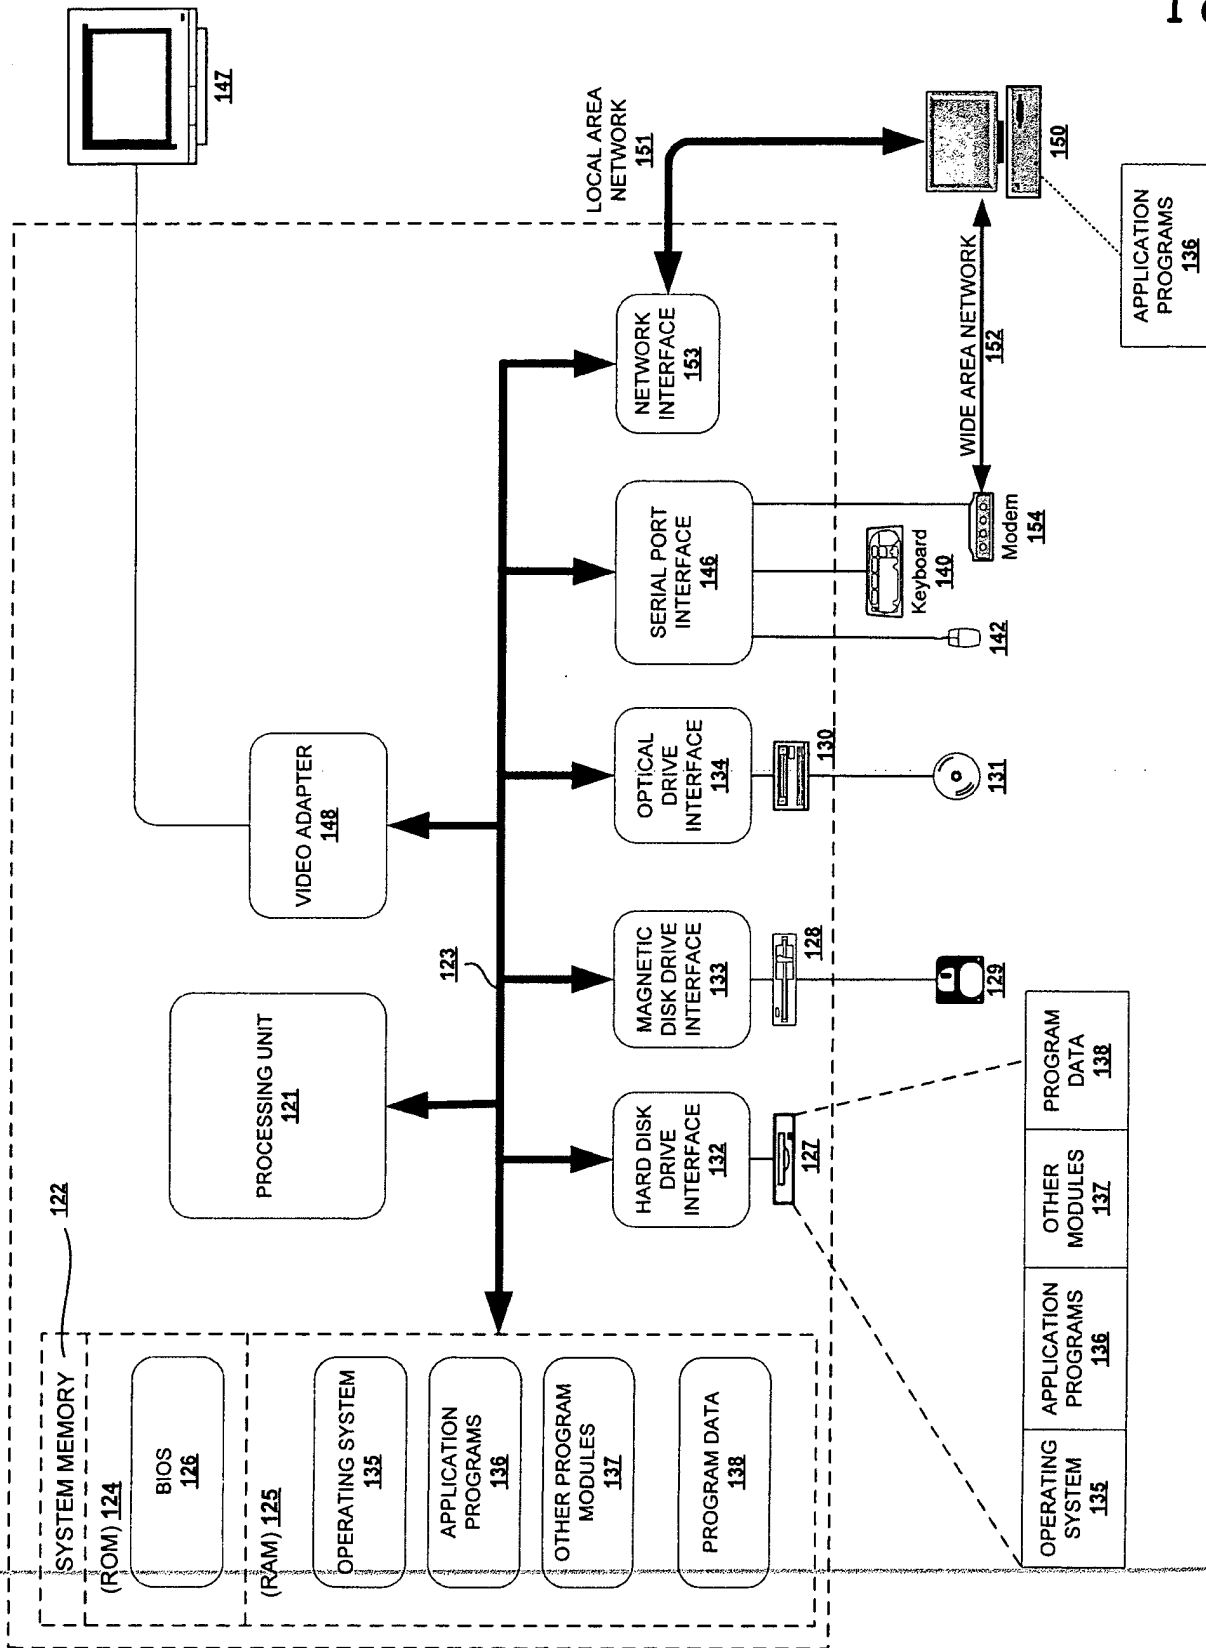 SYSTEM MEMORY
122
(ROM) 124
BIOS
126
(RAM) 125
OPERATING SYSTEM
135
APPLICATION
PROGRAMS
136
OTHER PROGRAM
MODULES
137
PROGRAM DATA
138
PROCESSING UNIT
121
VIDEO ADAPTER
148
147
123
HARD DISK
DRIVE
INTERFACE
132
MAGNETIC
DISK DRIVE
INTERFACE
133
OPTICAL
DRIVE
INTERFACE
134
SERIAL PORT
INTERFACE
146
NETWORK
INTERFACE
153
LOCAL AREA
NETWORK
151
127
128
130
129
131
142
Keyboard
140
Modem
154
WIDE AREA NETWORK
152
150
OPERATING
SYSTEM
135
APPLICATION
PROGRAMS
136
OTHER
MODULES
137
PROGRAM
DATA
138
APPLICATION
PROGRAMS
136